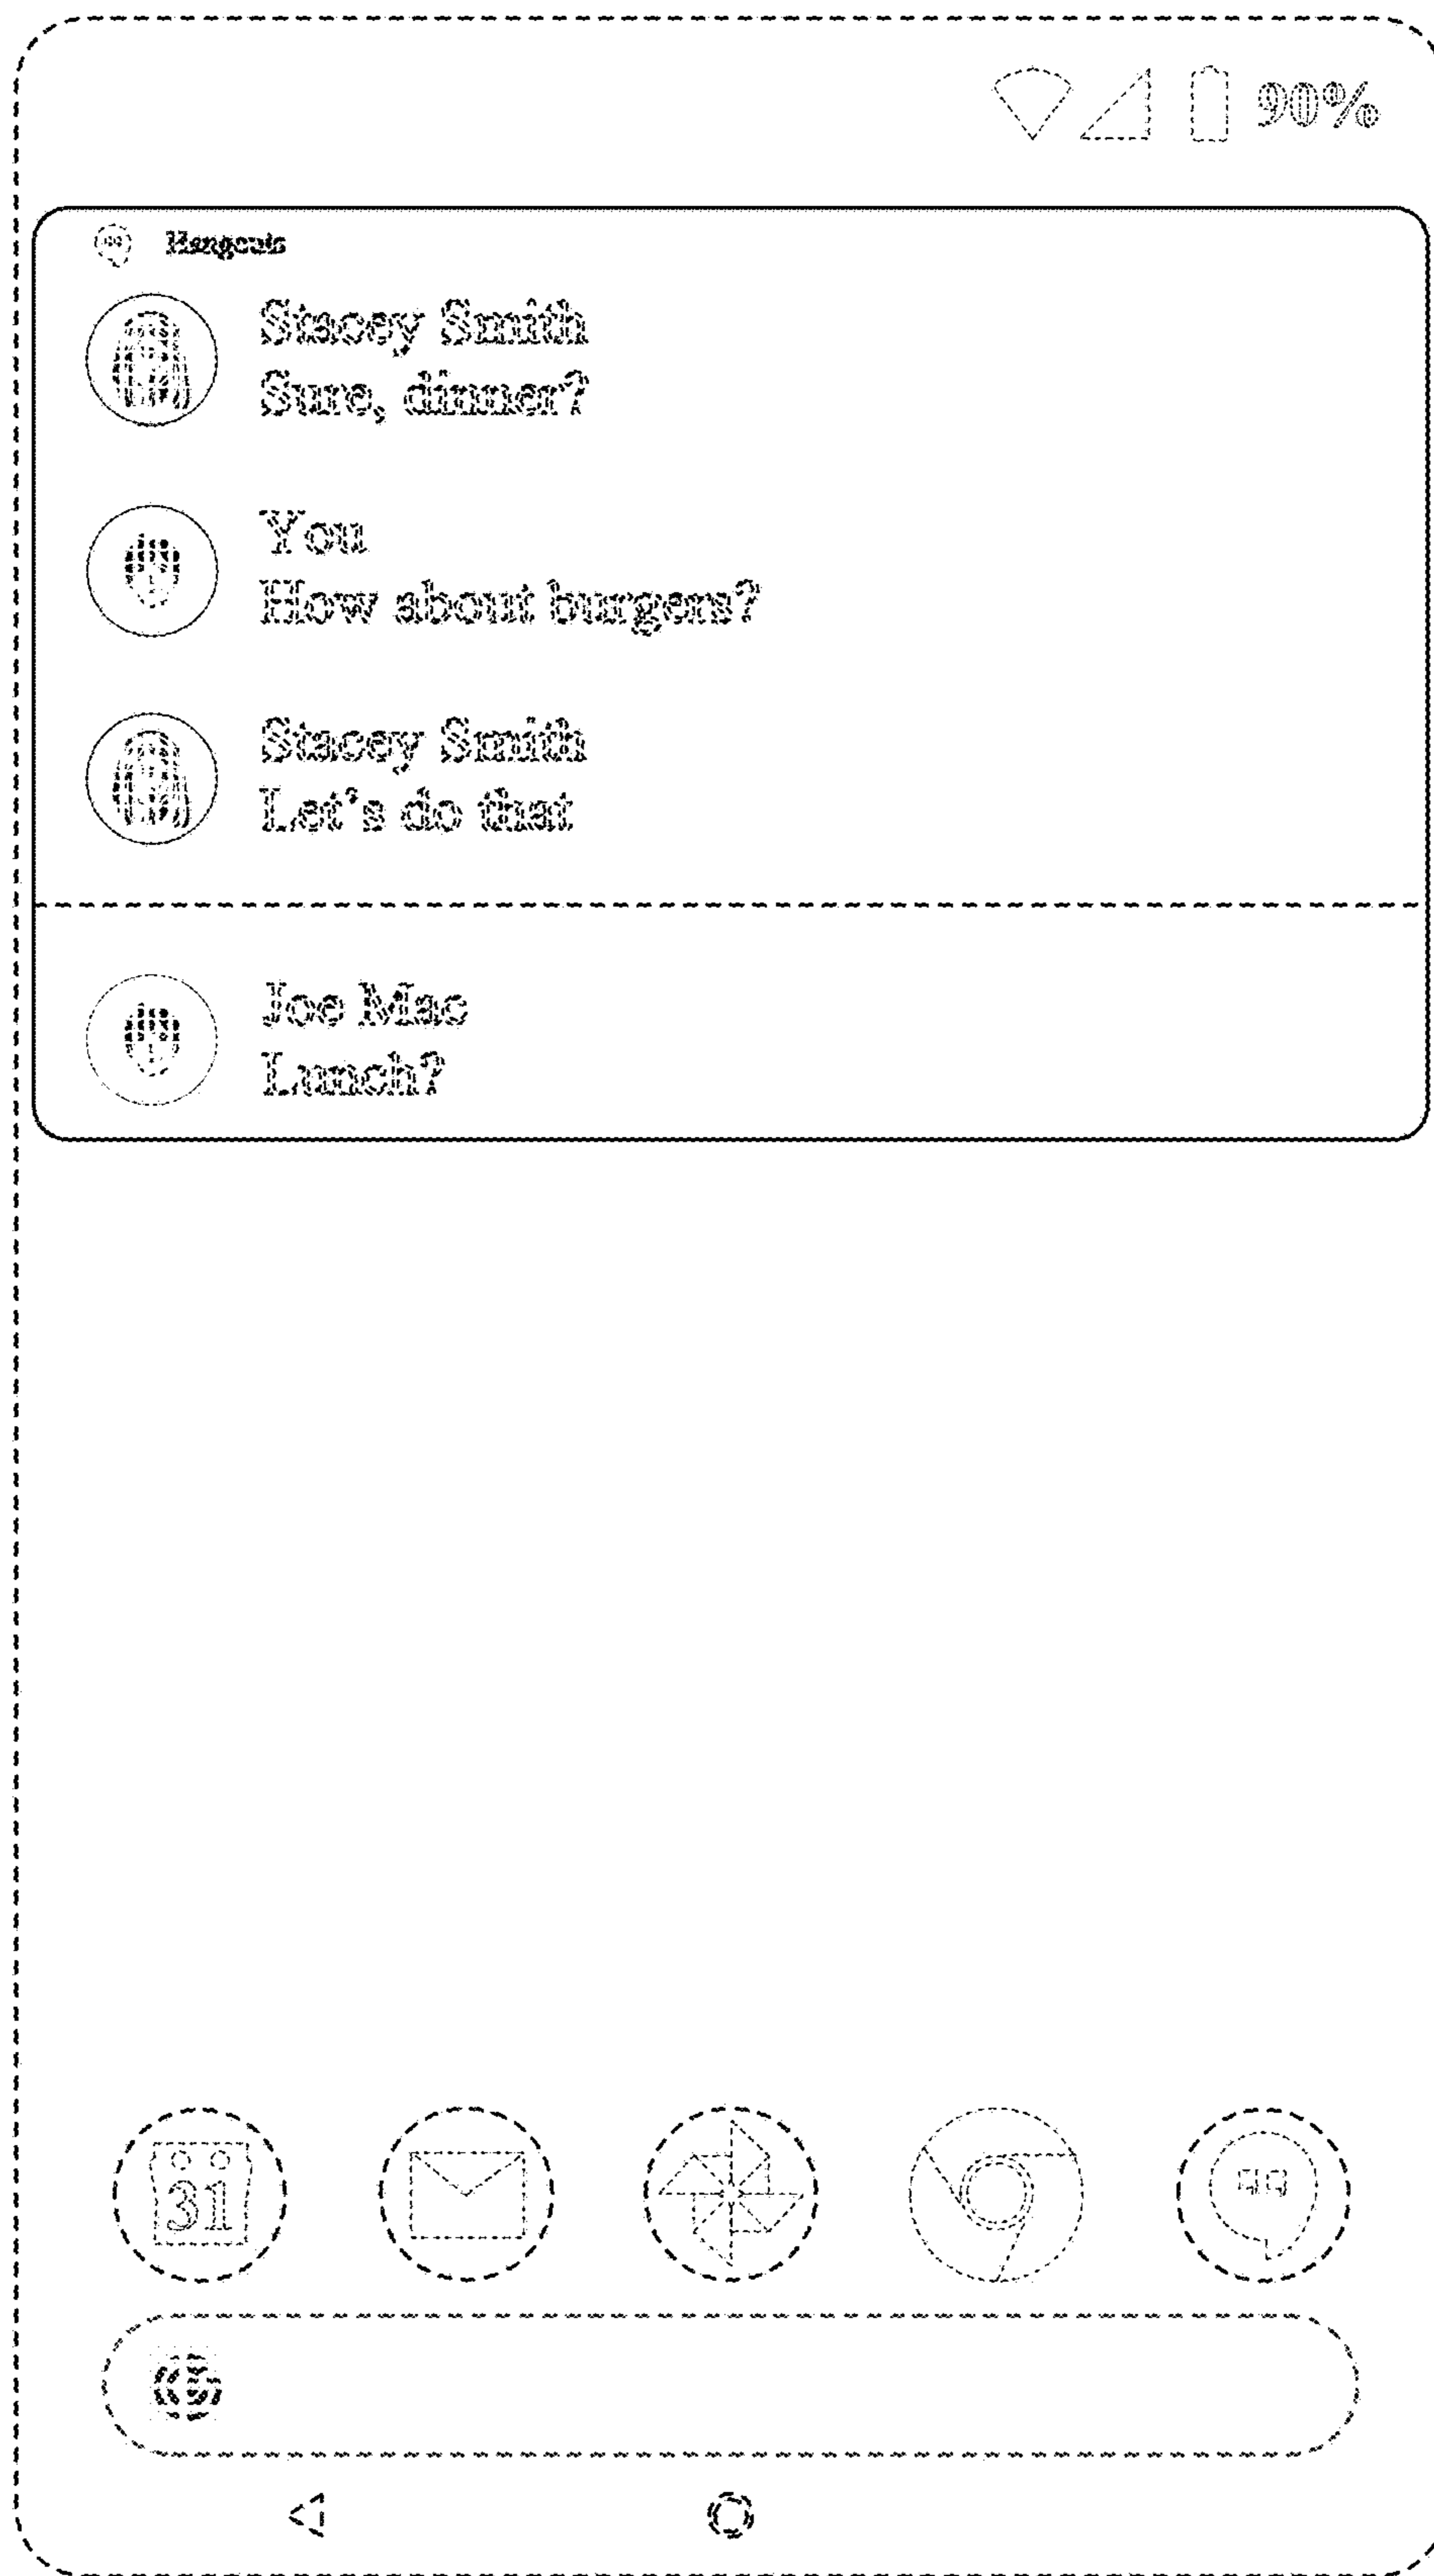 90%
Hangouts
Stacey Smith
Sure, dinner?
You
How about burgers?
Stacey Smith
Let's do that
Joe Mac
Lunch?
31
G